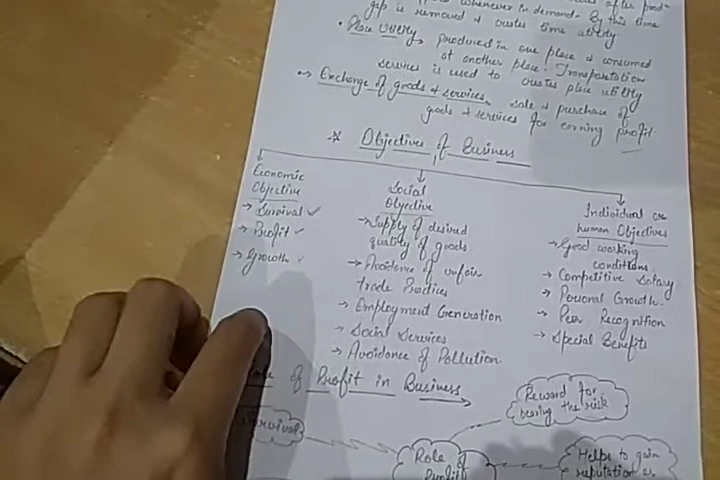 whenever in demand. By this time
gap is removed & creates time utility.
• Place Utility → produced in one place & consumed
at another place. Transportation
services is used to creates place utility
→ Exchange of goods & services. sale & purchase of
goods & services for earning profit.
☆ Objectives of Business
Economic
Objective
→ Survival ✓
→ Profit ✓
→ Growth ✓
Social
Objective
→ Supply of desired
quality of goods
→ Avoidence of unfair
trade Practices
→ Employment Generation
→ Social Services
→ Avoidence of Pollution
Individual or
human Objectives
→ Good working
conditions
→ Competitive Salary
→ Personal Growth.
→ Peer Recognition
→ Special Benefits
of Profit in Business
Survival
Role of
Profit
Reward for
bearing the risk
Helps to gain
reputation as